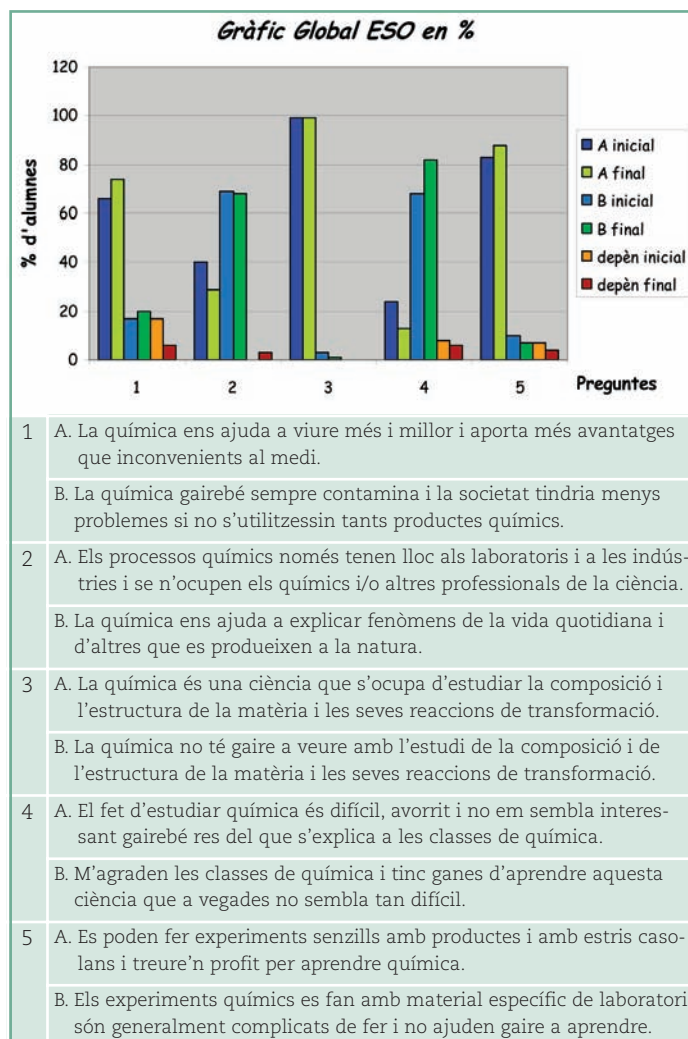 Gràfic Global ESO en %
120
100
80
60
40
20
0
% d'alumnes
1
2
3
4
5
Preguntes
A inicial
A final
B inicial
B final
depèn inicial
depèn final
1 A. La química ens ajuda a viure més i millor i aporta més avantatges
que inconvenients al medi.
B. La química gairebé sempre contamina i la societat tindria menys
problemes si no s'utilitzessin tants productes químics.
2 A. Els processos químics només tenen lloc als laboratoris i a les indús-
tries i se n'ocupen els químics i/o altres professionals de la ciència.
B. La química ens ajuda a explicar fenòmens de la vida quotidiana i
d'altres que es produeixen a la natura.
3 A. La química és una ciència que s'ocupa d'estudiar la composició i
l'estructura de la matèria i les seves reaccions de transformació.
B. La química no té gaire a veure amb l'estudi de la composició i de
l'estructura de la matèria i les seves reaccions de transformació.
4 A. El fet d'estudiar química és difícil, avorrit i no em sembla interes-
sant gairebé res del que s'explica a les classes de química.
B. M'agraden les classes de química i tinc ganes d'aprendre aquesta
ciència que a vegades no sembla tan difícil.
5 A. Es poden fer experiments senzills amb productes i amb estris caso-
lans i treure'n profit per aprendre química.
B. Els experiments químics es fan amb material específic de laboratori
són generalment complicats de fer i no ajuden gaire a aprendre.